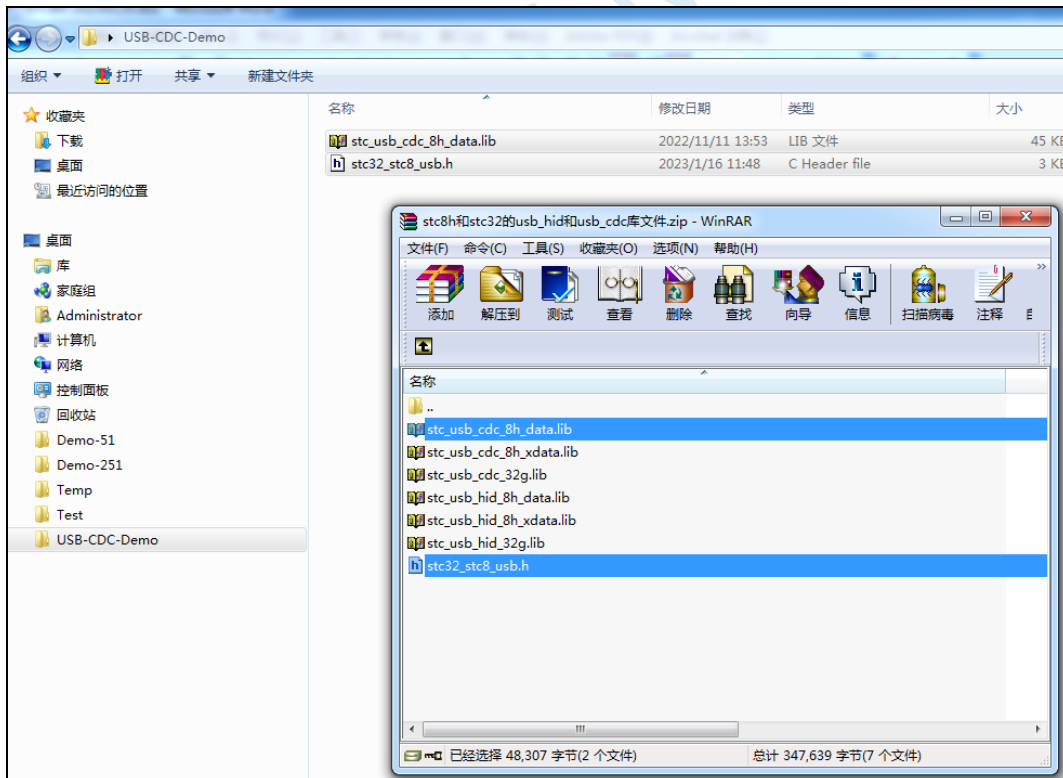 USB-CDC-Demo
组织 打开 共享 新建文件夹
收藏夹
下载
桌面
最近访问的位置
桌面
库
家庭组
Administrator
计算机
网络
控制面板
回收站
Demo-51
Demo-251
Temp
Test
USB-CDC-Demo
名称 修改日期 类型 大小
stc_usb_cdc_8h_data.lib 2022/11/11 13:53 LIB 文件 45 KB
stc32_stc8_usb.h 2023/1/16 11:48 C Header file 3 KB
stc8h和stc32的usb_hid和usb_cdc库文件.zip - WinRAR
文件(F) 命令(C) 工具(S) 收藏夹(O) 选项(N) 帮助(H)
添加 解压到 测试 查看 删除 查找 向导 信息 扫描病毒 注释
名称
..
stc_usb_cdc_8h_data.lib
stc_usb_cdc_8h_xdata.lib
stc_usb_cdc_32g.lib
stc_usb_hid_8h_data.lib
stc_usb_hid_8h_xdata.lib
stc_usb_hid_32g.lib
stc32_stc8_usb.h
已经选择 48,307 字节(2 个文件) 总计 347,639 字节(7 个文件)